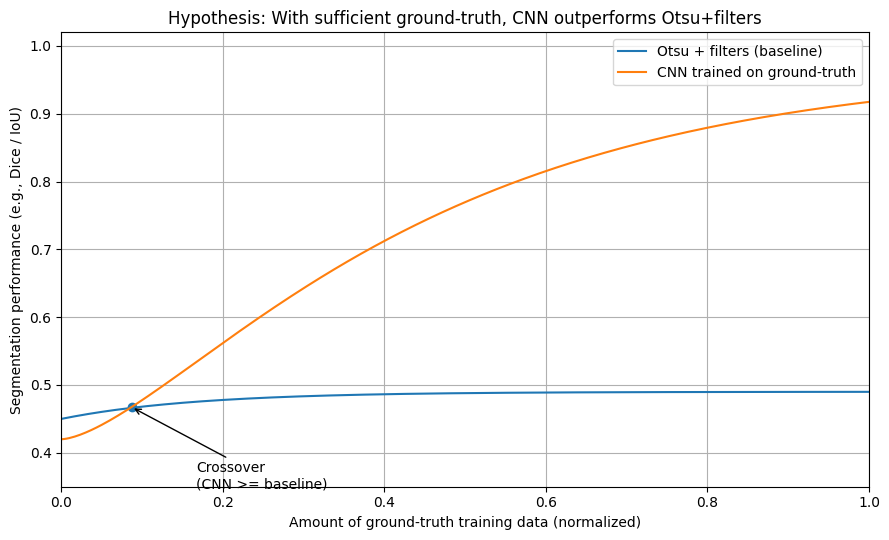 Hypothesis: With sufficient ground-truth, CNN outperforms Otsu+filters
Segmentation performance (e.g., Dice / IoU)
1.0
0.9
0.8
0.7
0.6
0.5
0.4
Otsu + filters (baseline)
CNN trained on ground-truth
Crossover
(CNN >= baseline)
0.0 0.2 0.4 0.6 0.8 1.0
Amount of ground-truth training data (normalized)